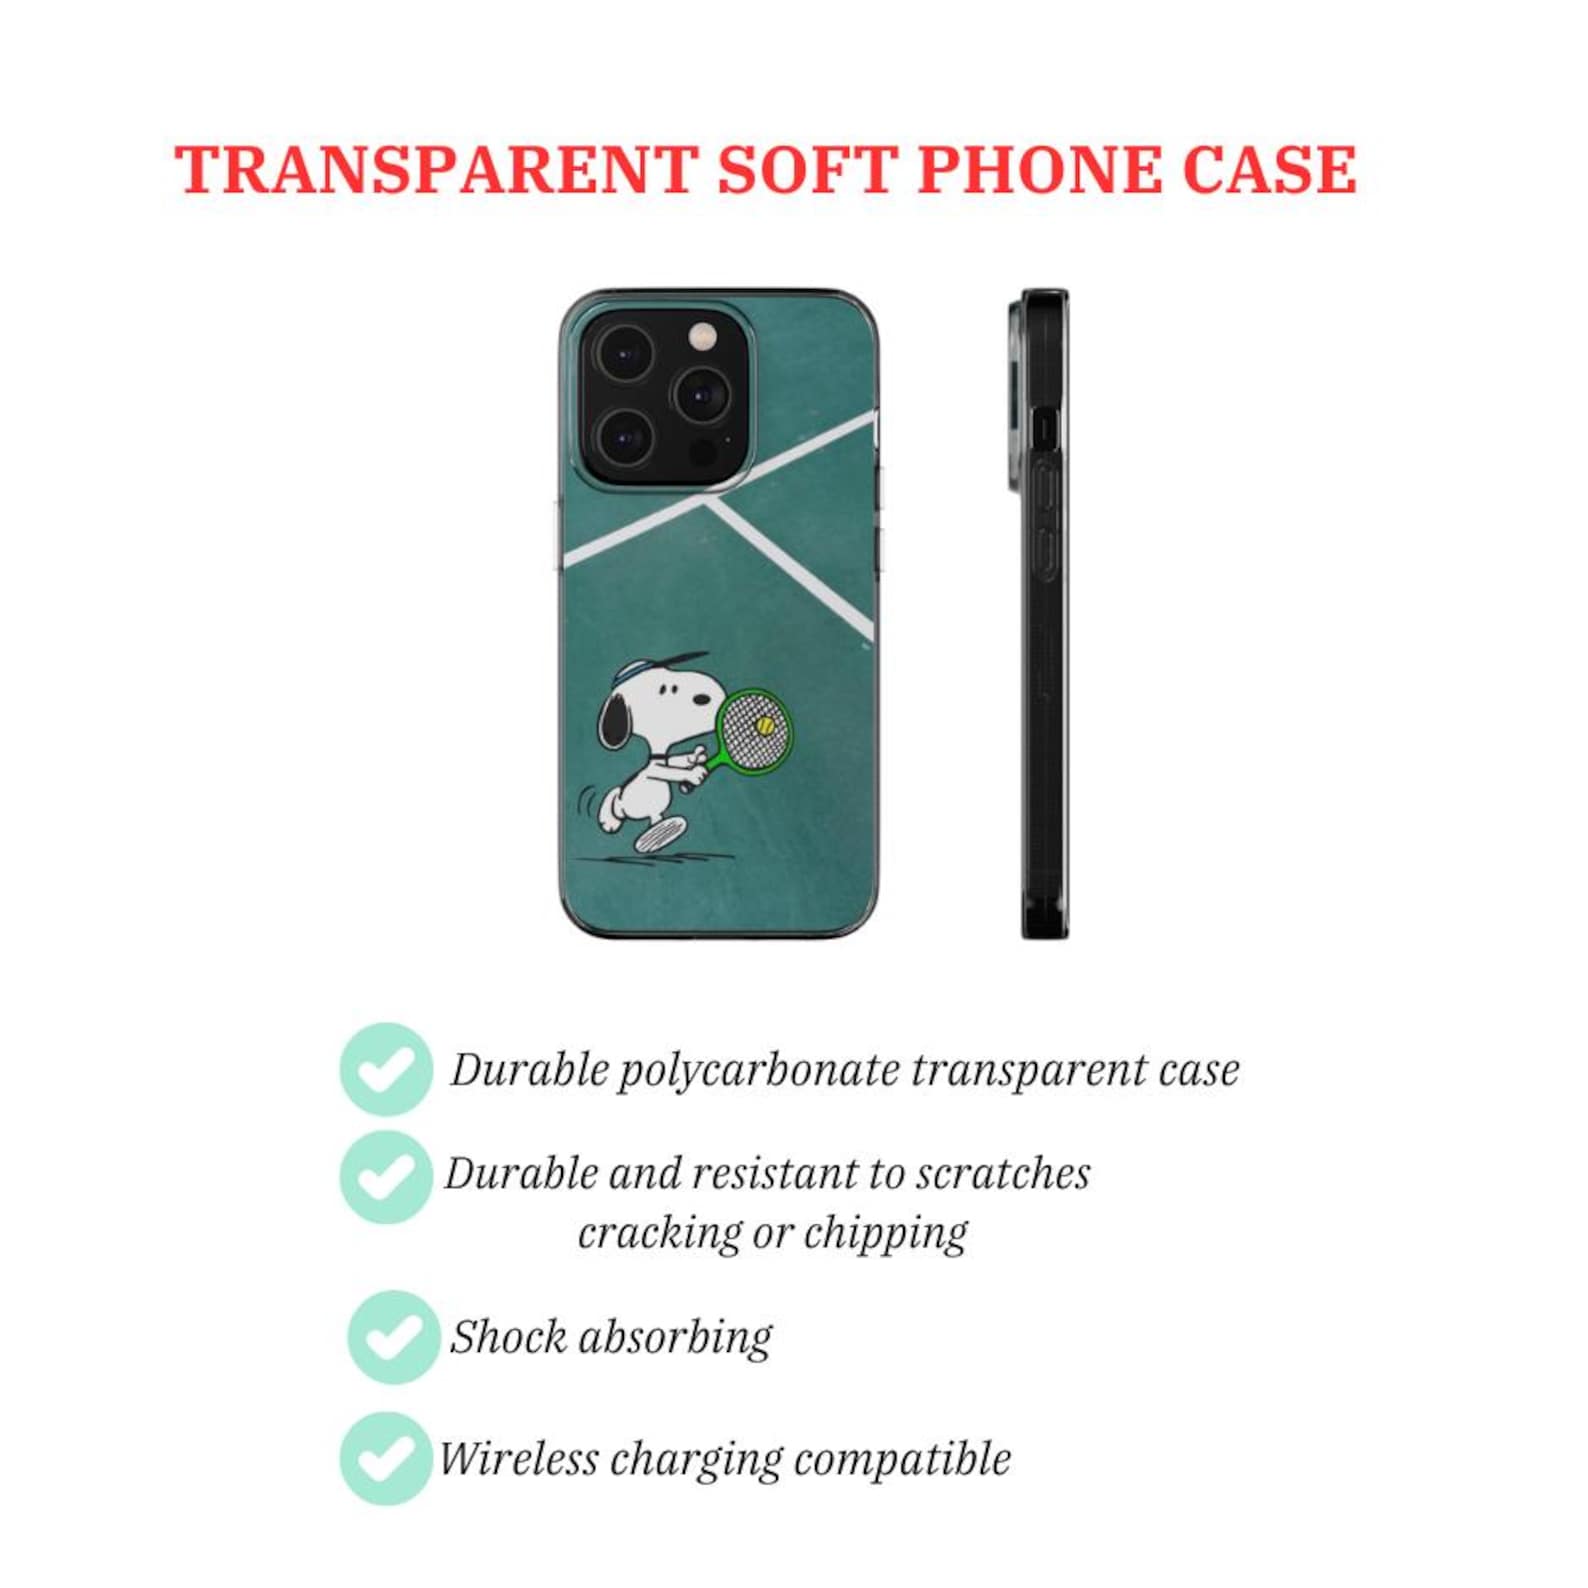 TRANSPARENT SOFT PHONE CASE
Durable polycarbonate transparent case
Durable and resistant to scratches
cracking or chipping
Shock absorbing
Wireless charging compatible